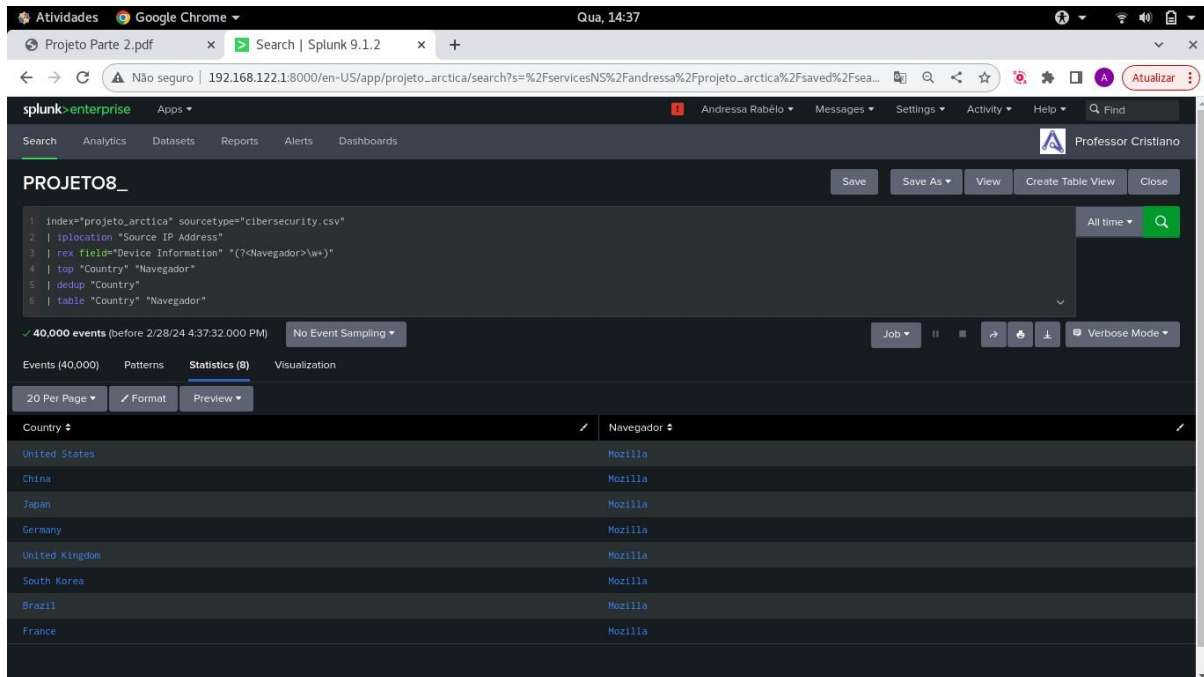 Atividades Google Chrome Qua, 14:37
Projeto Parte 2.pdf × Search | Splunk 9.1.2 × +
Não seguro 192.168.122.1:8000/en-US/app/projeto_arctica/search?s=%2FservicesNS%2Fandressa%2Fprojeto_arctica%2Fsaved%2Fsea... A Atualizar
splunk>enterprise Apps ! Andressa Rabêlo Messages Settings Activity Help Find
Search Analytics Datasets Reports Alerts Dashboards Professor Cristiano
PROJETO8_ Save Save As View Create Table View Close
1 index="projeto_arctica" sourcetype="cibersecurity.csv" All time
2 | iplocation "Source IP Address"
3 | rex field="Device Information" "(?<Navegador>\w+)"
4 | top "Country" "Navegador"
5 | dedup "Country"
6 | table "Country" "Navegador"
✓ 40,000 events (before 2/28/24 4:37:32.000 PM) No Event Sampling Job Verbose Mode
Events (40,000) Patterns Statistics (8) Visualization
20 Per Page Format Preview
Country Navegador
United States Mozilla
China Mozilla
Japan Mozilla
Germany Mozilla
United Kingdom Mozilla
South Korea Mozilla
Brazil Mozilla
France Mozilla